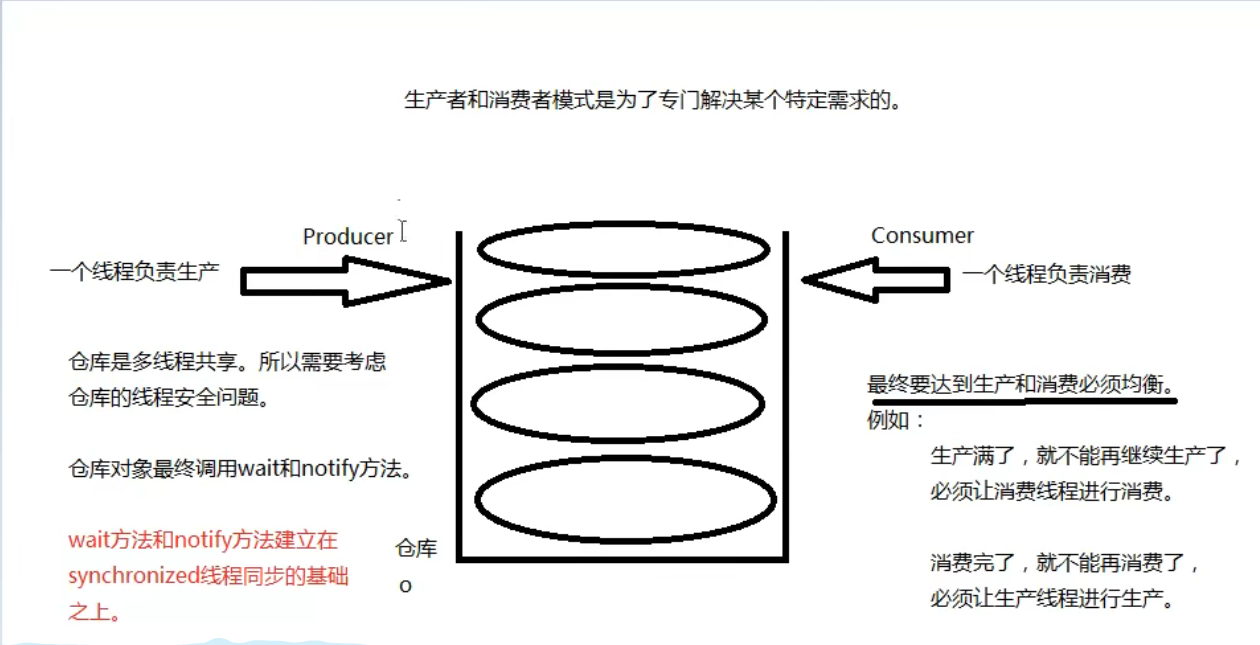 生产者和消费者模式是为了专门解决某个特定需求的。
Producer
一个线程负责生产
Consumer
一个线程负责消费
仓库是多线程共享。所以需要考虑
仓库的线程安全问题。
仓库对象最终调用wait和notify方法。
wait方法和notify方法建立在
synchronized线程同步的基础
之上。
仓库
o
最终要达到生产和消费必须均衡。
例如：
生产满了，就不能再继续生产了，
必须让消费线程进行消费。
消费完了，就不能再消费了，
必须让生产线程进行生产。